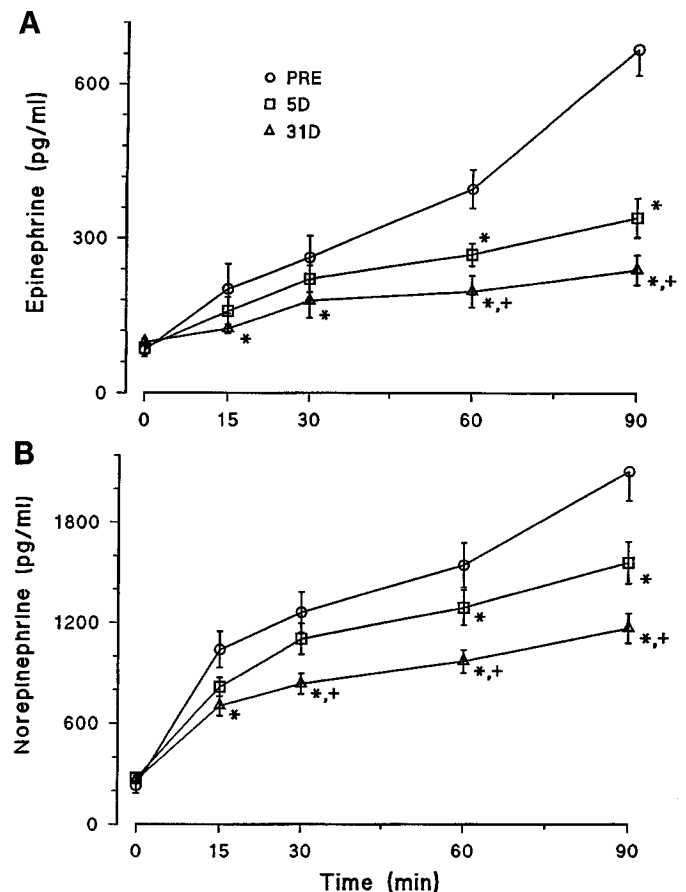 A
Epinephrine (pg/ml)
600
300
0
PRE
5D
31D
*
*
*
*
*,+
*,+
0 15 30 60 90
B
Norepinephrine (pg/ml)
1800
1200
600
0
*
*
*
*,+
*,+
*,+
0 15 30 60 90
Time (min)